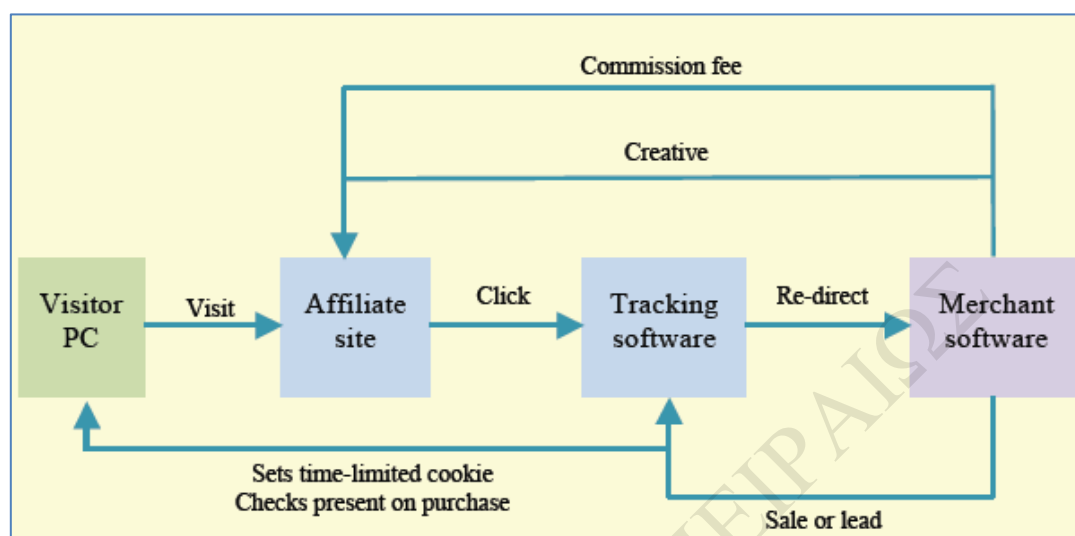 Commission fee
Creative
Visitor
PC
Visit
Affiliate
site
Click
Tracking
software
Re-direct
Merchant
software
Sets time-limited cookie
Checks present on purchase
Sale or lead
ΕΙΡΑΙΩΣ